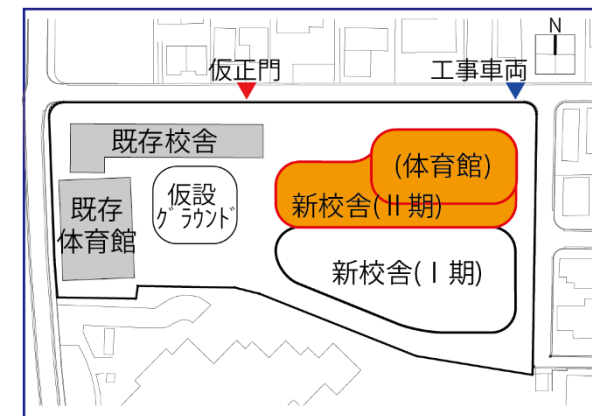 N
仮正門
工事車両
既存校舎
(体育館)
仮設
グラウンド
既存
体育館
新校舎(Ⅱ期)
新校舎(Ⅰ期)